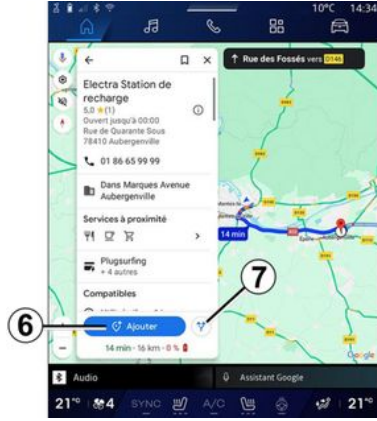 10°C 14:34
Rue des Fossés vers D146
Electra Station de
recharge
5,0 ★ (1)
Ouvert jusqu'à 00:00
Rue de Quarante Sous
78410 Aubergenville
01 86 65 99 99
Dans Marques Avenue
Aubergenville
Services à proximité
Plugsurfing
+ 4 autres
Compatibles
14 min
Épône
6
Ajouter
7
14 min · 16 km · 0 %
Google
Audio
Assistant Google
21°
4
SYNC
A/C
21°